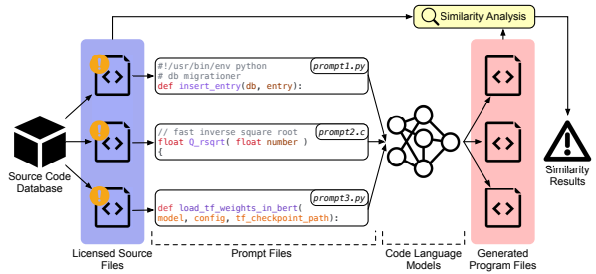 Similarity Analysis
#!/usr/bin/env python
prompt1.py
# db migrationer
def insert_entry(db, entry):
// fast inverse square root
prompt2.c
float Q_rsqrt( float number )
{
def load_tf_weights_in_bert(
prompt3.py
model, config, tf_checkpoint_path):
Source Code
Database
Similarity
Results
Licensed Source
Files
Prompt Files
Code Language
Models
Generated
Program Files